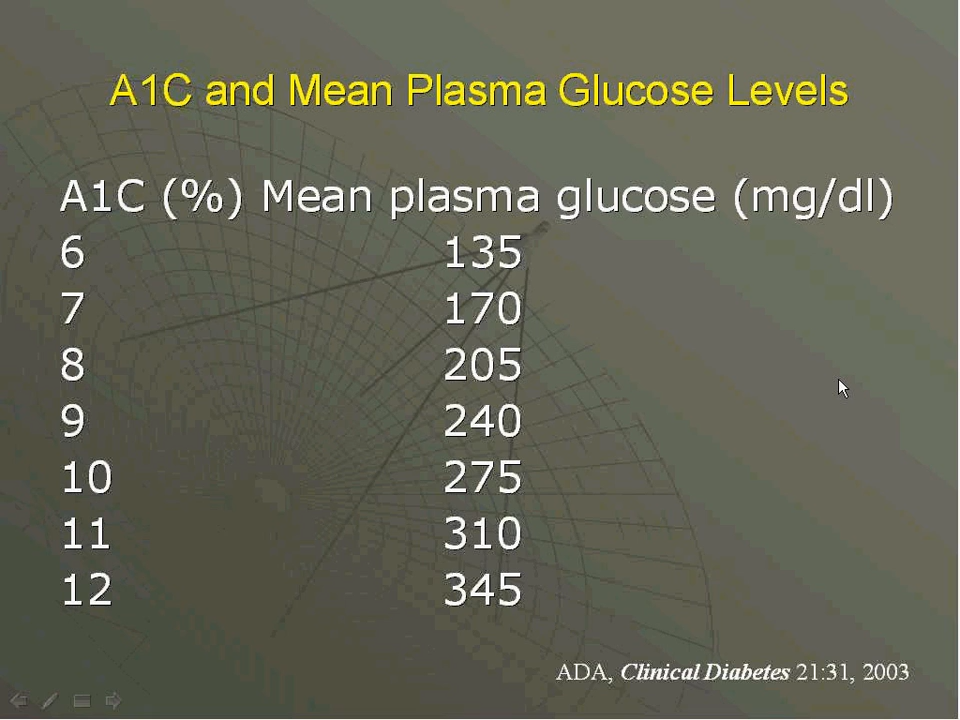 A1C and Mean Plasma Glucose Levels
A1C (%) Mean plasma glucose (mg/dl)
6 135
7 170
8 205
9 240
10 275
11 310
12 345
ADA, Clinical Diabetes 21:31, 2003